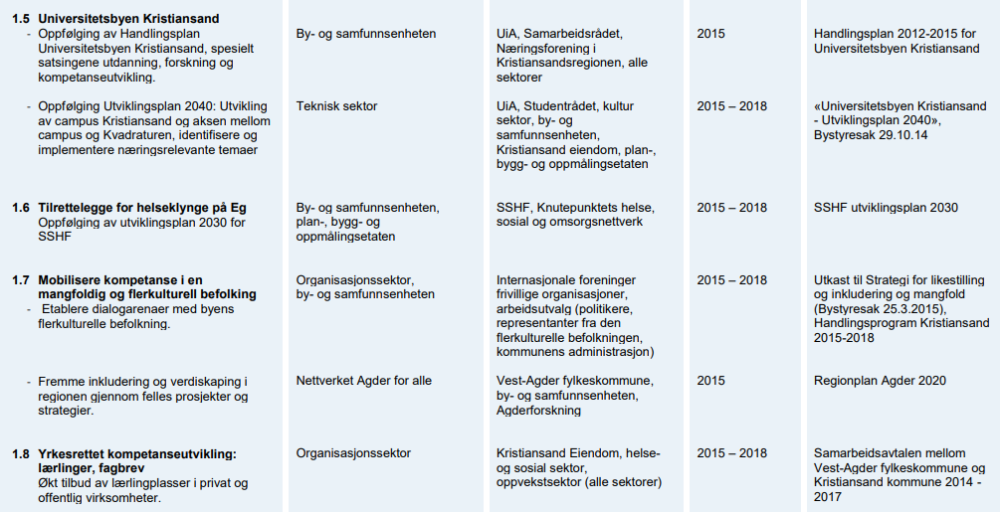 1.5 Universitetsbyen Kristiansand
- Oppfølging av Handlingsplan
Universitetsbyen Kristiansand, spesielt
satsingene utdanning, forskning og
kompetanseutvikling.
By- og samfunnsenheten
UiA, Samarbeidsrådet,
Næringsforening i
Kristiansandsregionen, alle
sektorer
2015
Handlingsplan 2012-2015 for
Universitetsbyen Kristiansand
- Oppfølging Utviklingsplan 2040: Utvikling
av campus Kristiansand og aksen mellom
campus og Kvadraturen, identifisere og
implementere næringsrelevante temaer
Teknisk sektor
UiA, Studentrådet, kultur
sektor, by- og
samfunnsenheten,
Kristiansand eiendom, plan-,
bygg- og oppmålingsetaten
2015 – 2018
«Universitetsbyen Kristiansand
- Utviklingsplan 2040»,
Bystyresak 29.10.14
1.6 Tilrettelegge for helseklynge på Eg
Oppfølging av utviklingsplan 2030 for
SSHF
By- og samfunnsenheten,
plan-, bygg- og
oppmålingsetaten
SSHF, Knutepunktets helse,
sosial og omsorgsnettverk
2015 – 2018
SSHF utviklingsplan 2030
1.7 Mobilisere kompetanse i en
mangfoldig og flerkulturell befolking
- Etablere dialogarenaer med byens
flerkulturelle befolkning.
Organisasjonssektor,
by- og samfunnsenheten
Internasjonale foreninger
frivillige organisasjoner,
arbeidsutvalg (politikere,
representanter fra den
flerkulturelle befolkningen,
kommunens administrasjon)
2015 – 2018
Utkast til Strategi for likestilling
og inkludering og mangfold
(Bystyresak 25.3.2015),
Handlingsprogram Kristiansand
2015-2018
- Fremme inkludering og verdiskaping i
regionen gjennom felles prosjekter og
strategier.
Nettverket Agder for alle
Vest-Agder fylkeskommune,
by- og samfunnsenheten,
Agderforskning
2015
Regionplan Agder 2020
1.8 Yrkesrettet kompetanseutvikling:
lærlinger, fagbrev
Økt tilbud av lærlingplasser i privat og
offentlig virksomheter.
Organisasjonssektor
Kristiansand Eiendom, helse-
og sosial sektor,
oppvekstsektor (alle sektorer)
2015 – 2018
Samarbeidsavtalen mellom
Vest-Agder fylkeskommune og
Kristiansand kommune 2014 -
2017